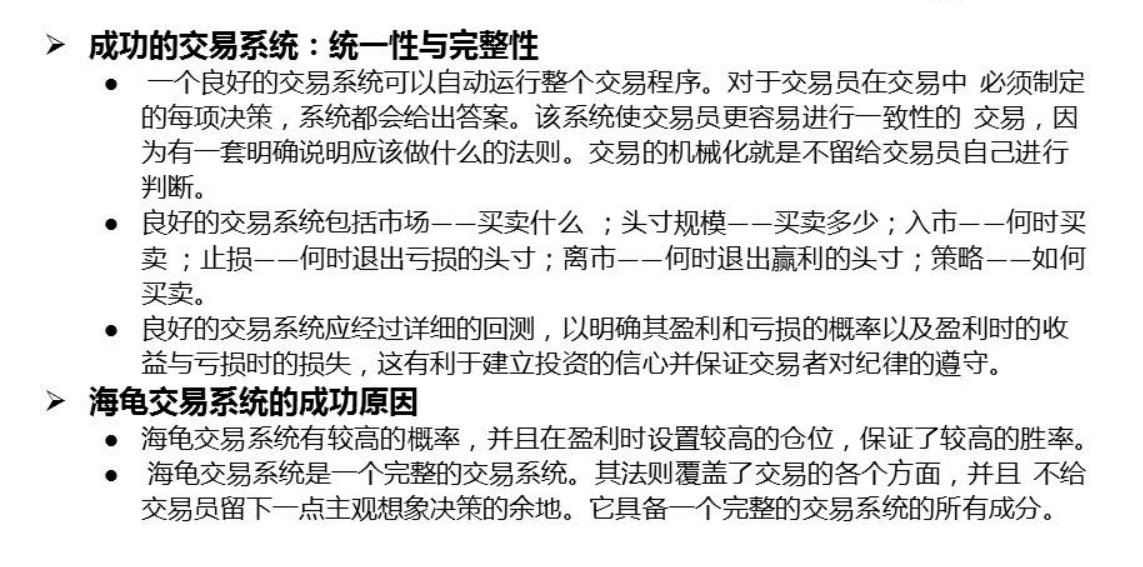 ➢ 成功的交易系统：统一性与完整性
● 一个良好的交易系统可以自动运行整个交易程序。对于交易员在交易中 必须制定
的每项决策，系统都会给出答案。该系统使交易员更容易进行一致性的 交易，因
为有一套明确说明应该做什么的法则。交易的机械化就是不留给交易员自己进行
判断。
● 良好的交易系统包括市场——买卖什么 ；头寸规模——买卖多少；入市——何时买
卖 ；止损——何时退出亏损的头寸；离市——何时退出赢利的头寸；策略——如何
买卖。
● 良好的交易系统应经过详细的回测，以明确其盈利和亏损的概率以及盈利时的收
益与亏损时的损失，这有利于建立投资的信心并保证交易者对纪律的遵守。
➢ 海龟交易系统的成功原因
● 海龟交易系统有较高的概率，并且在盈利时设置较高的仓位，保证了较高的胜率。
● 海龟交易系统是一个完整的交易系统。其法则覆盖了交易的各个方面，并且 不给
交易员留下一点主观想象决策的余地。它具备一个完整的交易系统的所有成分。